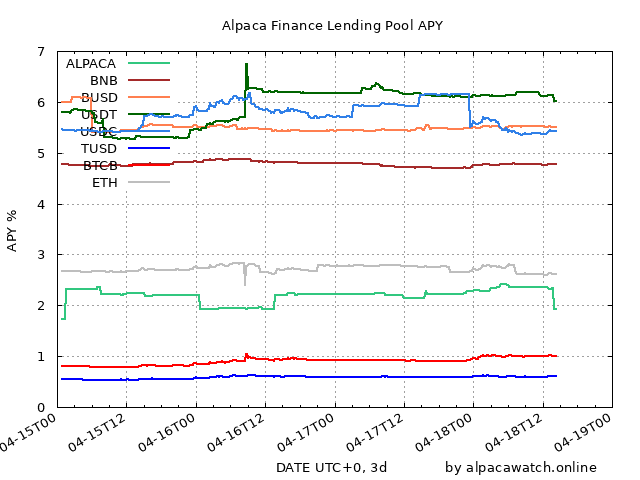 Alpaca Finance Lending Pool APY
7
6
5
4
3
2
1
0
APY %
ALPACA
BNB
BUSD
USDT
USDC
TUSD
BTCB
ETH
04-15T00
04-15T12
04-16T00
04-16T12
04-17T00
04-17T12
04-18T00
04-18T12
04-19T00
DATE UTC+0, 3d
by alpacawatch.online